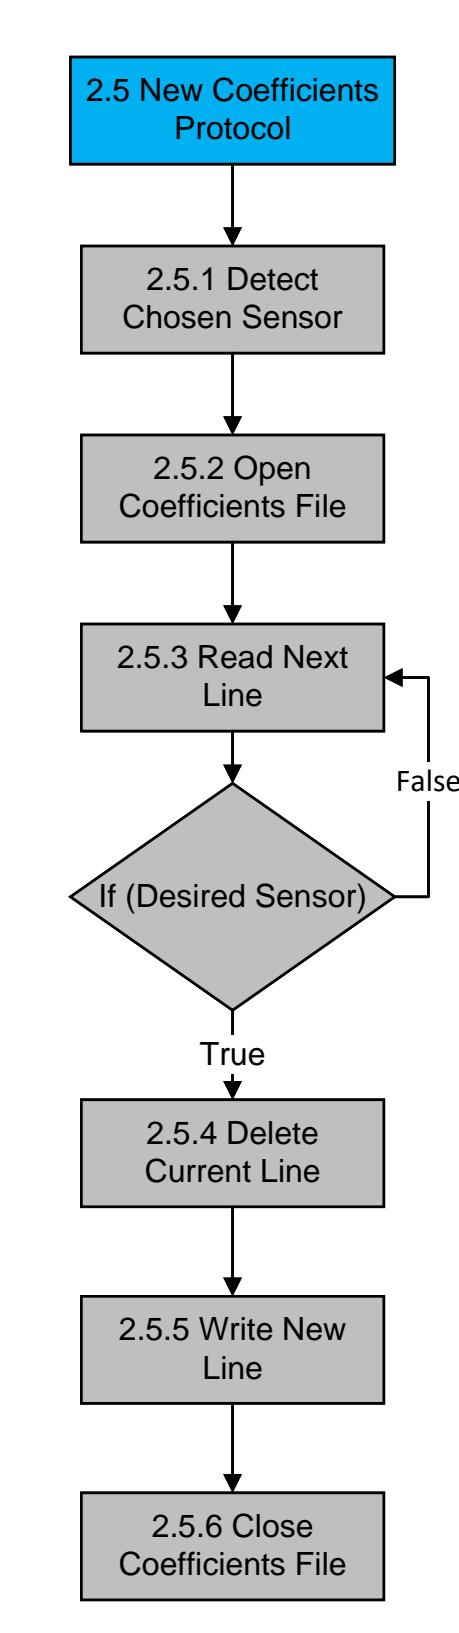 2.5 New Coefficients
Protocol
2.5.1 Detect
Chosen Sensor
2.5.2 Open
Coefficients File
2.5.3 Read Next
Line
False
If (Desired Sensor)
True
2.5.4 Delete
Current Line
2.5.5 Write New
Line
2.5.6 Close
Coefficients File